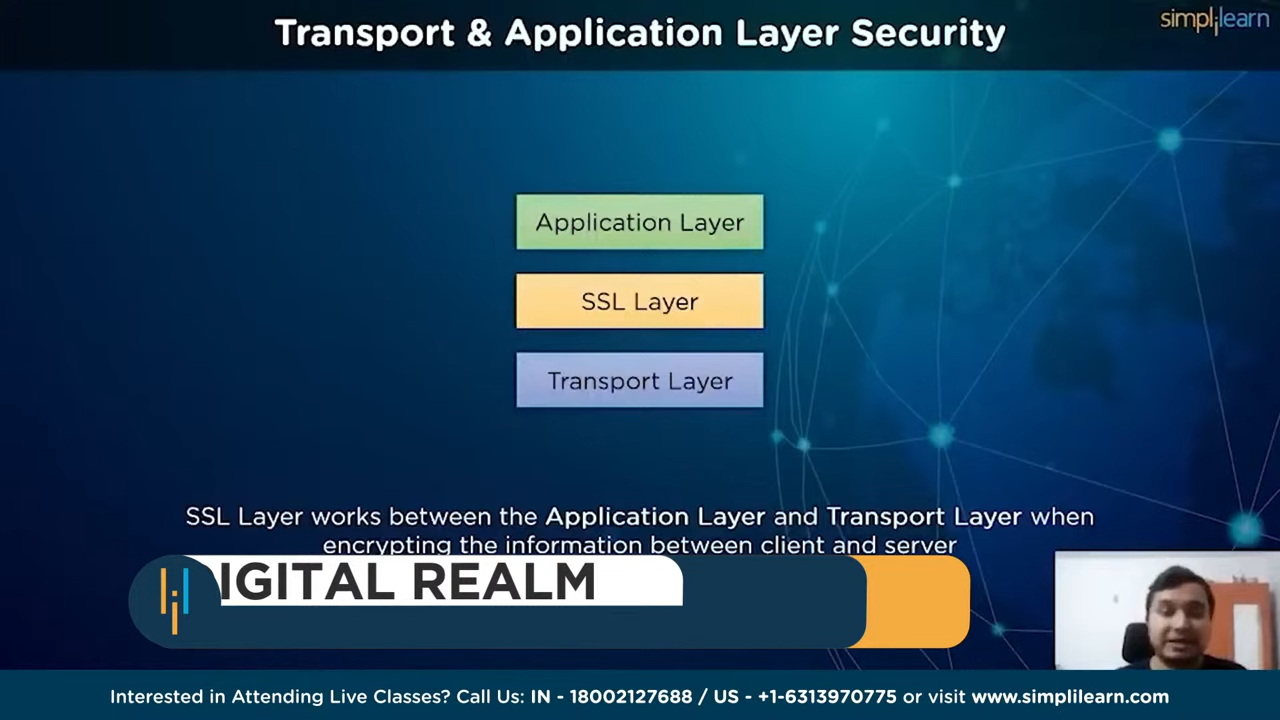 Transport & Application Layer Security
simplilearn
Application Layer
SSL Layer
Transport Layer
SSL Layer works between the Application Layer and Transport Layer when
encrypting the information between client and server
IGITAL REALM
Interested in Attending Live Classes? Call Us: IN - 18002127688 / US - +1-6313970775 or visit www.simplilearn.com